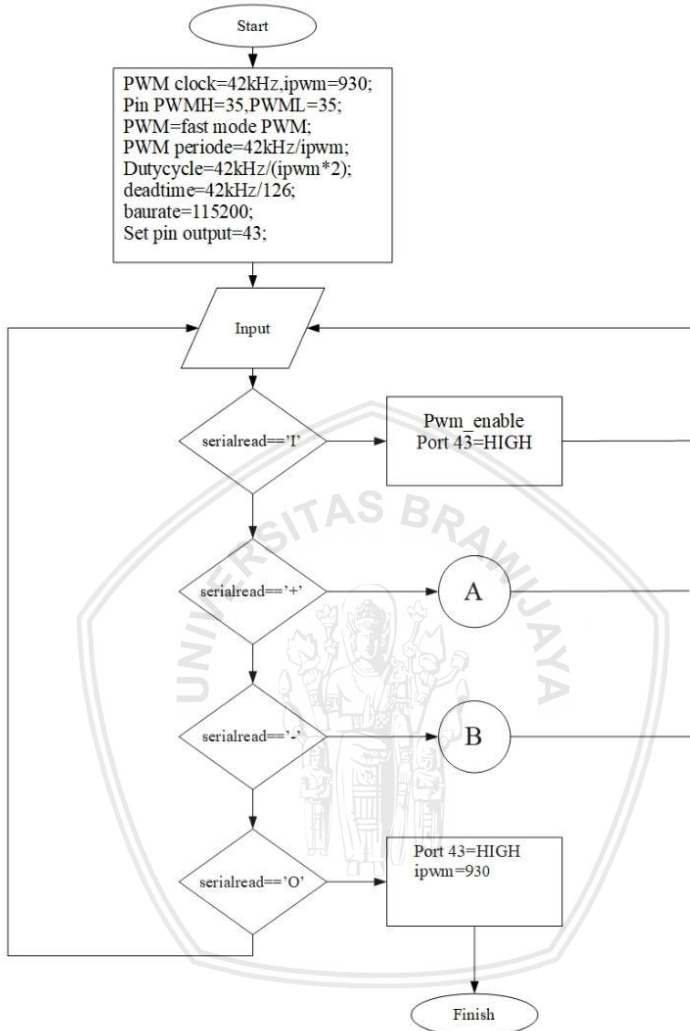 Start
PWM clock=42kHz,ipwm=930;
Pin PWMH=35,PWML=35;
PWM=fast mode PWM;
PWM periode=42kHz/ipwm;
Dutycycle=42kHz/(ipwm*2);
deadtime=42kHz/126;
baurate=115200;
Set pin output=43;
Input
serialread=='I'
Pwm_enable
Port 43=HIGH
serialread=='+'
A
serialread=='-'
B
serialread=='O'
Port 43=HIGH
ipwm=930
Finish
UNIVERSITAS BRAWIJAYA